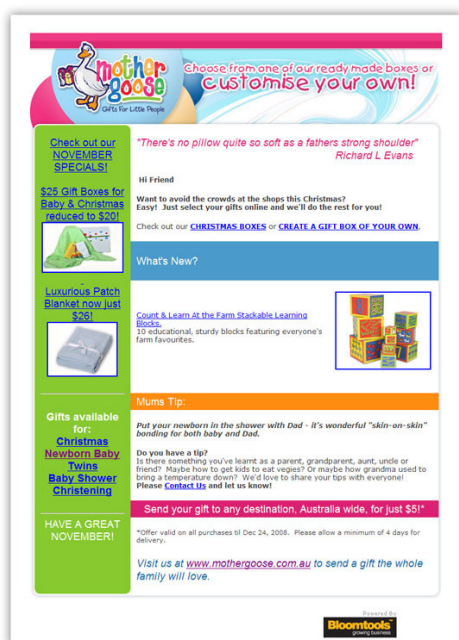 mother
goose
Gifts For Little People
Choose from one of our ready made boxes or
customise your own!
Check out our
NOVEMBER
SPECIALS!
$25 Gift Boxes for
Baby & Christmas
reduced to $20!
Luxurious Patch
Blanket now just
$26!
Gifts available
for:
Christmas
Newborn Baby
Twins
Baby Shower
Christening
HAVE A GREAT
NOVEMBER!
"There's no pillow quite so soft as a fathers strong shoulder"
Richard L Evans
Hi Friend
Want to avoid the crowds at the shops this Christmas?
Easy! Just select your gifts online and we'll do the rest for you!
Check out our CHRISTMAS BOXES or CREATE A GIFT BOX OF YOUR OWN.
What's New?
Count & Learn At the Farm Stackable Learning
Blocks.
10 educational, sturdy blocks featuring everyone's
farm favourites.
Mums Tip:
Put your newborn in the shower with Dad - it's wonderful "skin-on-skin"
bonding for both baby and Dad.
Do you have a tip?
Is there something you've learnt as a parent, grandparent, aunt, uncle or
friend? Maybe how to get kids to eat vegies? Or maybe how grandma used to
bring a temperature down? We'd love to share your tips with everyone!
Please Contact Us and let us know!
Send your gift to any destination, Australia wide, for just $5!*
*Offer valid on all purchases til Dec 24, 2008. Please allow a minimum of 4 days for
delivery.
Visit us at www.mothergoose.com.au to send a gift the whole
family will love.
Powered By
Bloomtools
growing business